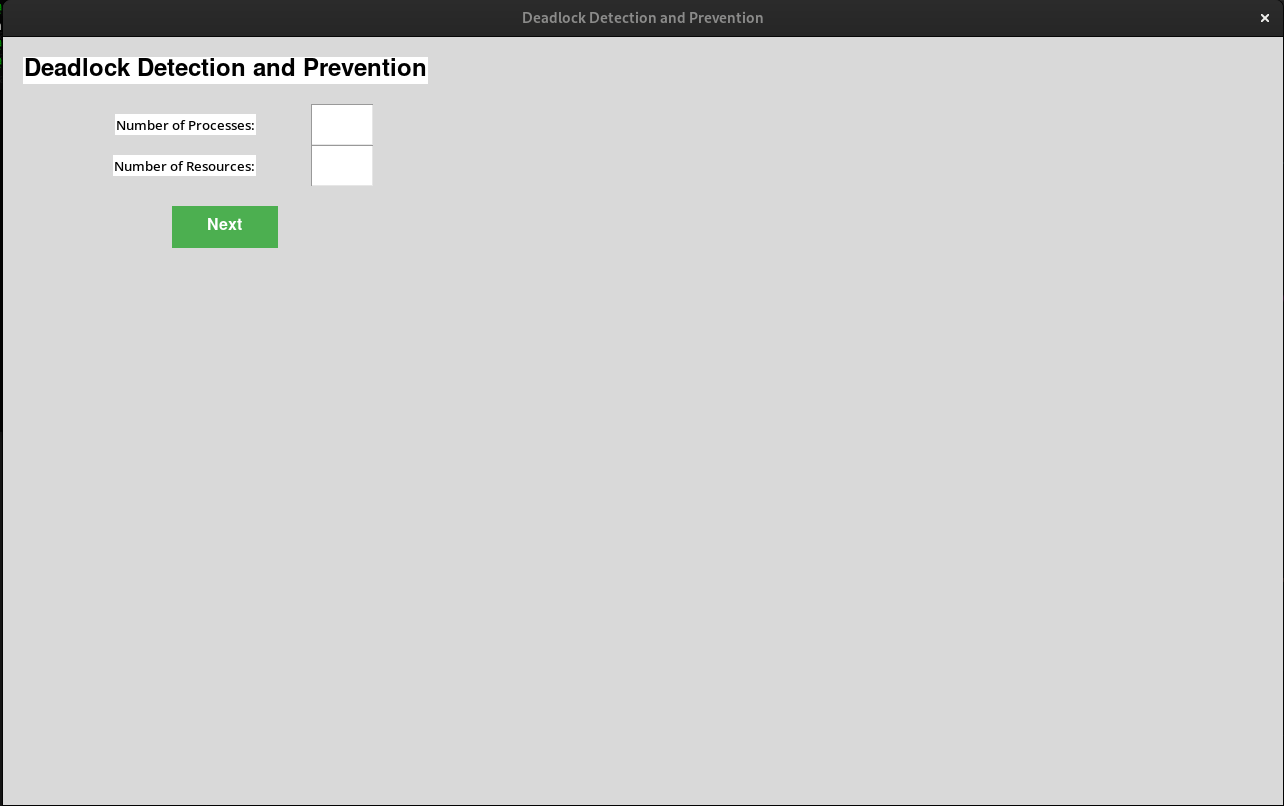 Deadlock Detection and Prevention
Deadlock Detection and Prevention
Number of Processes:
Number of Resources:
Next